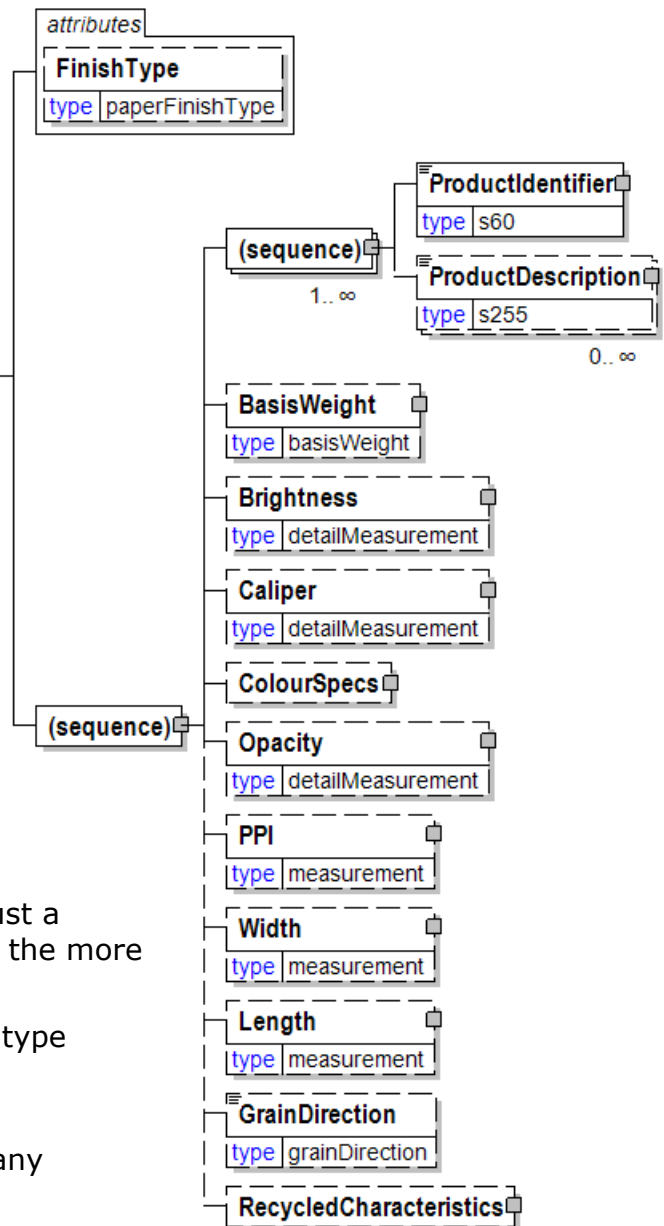 attributes
FinishType
type paperFinishType
ProductIdentifier
type s60
(sequence)
1.. ∞
ProductDescription
type s255
0.. ∞
BasisWeight
type basisWeight
Brightness
type detailMeasurement
Caliper
type detailMeasurement
ColourSpecs
(sequence)
Opacity
type detailMeasurement
PPI
type measurement
Width
type measurement
Length
type measurement
GrainDirection
type grainDirection
RecycledCharacteristics
ust a
the more
type
any